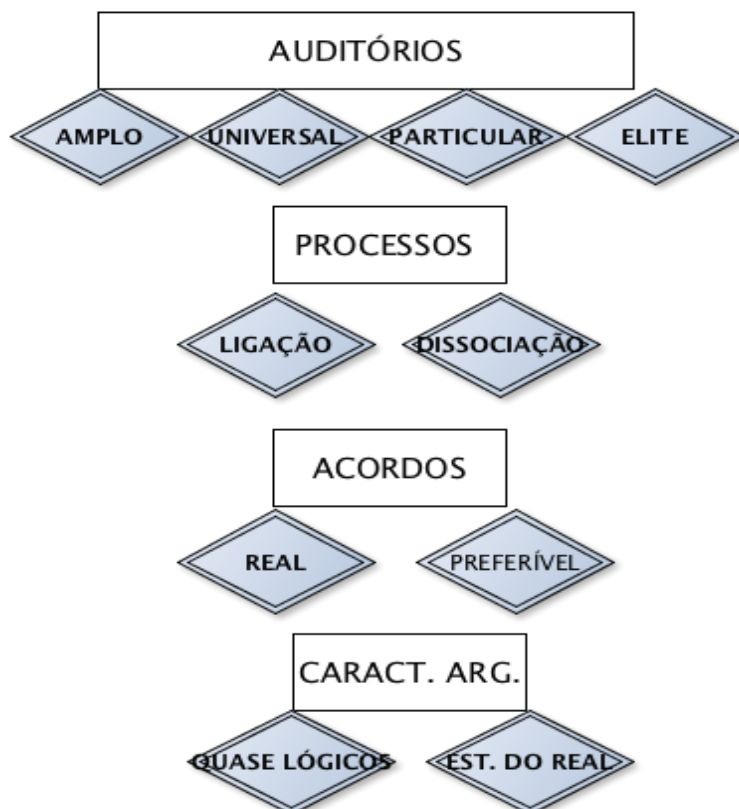 AUDITÓRIOS
AMPLO UNIVERSAL PARTICULAR ELITE
PROCESSOS
LIGAÇÃO DISSOCIAÇÃO
ACORDOS
REAL PREFERÍVEL
CARACT. ARG.
QUASE LÓGICOS EST. DO REAL